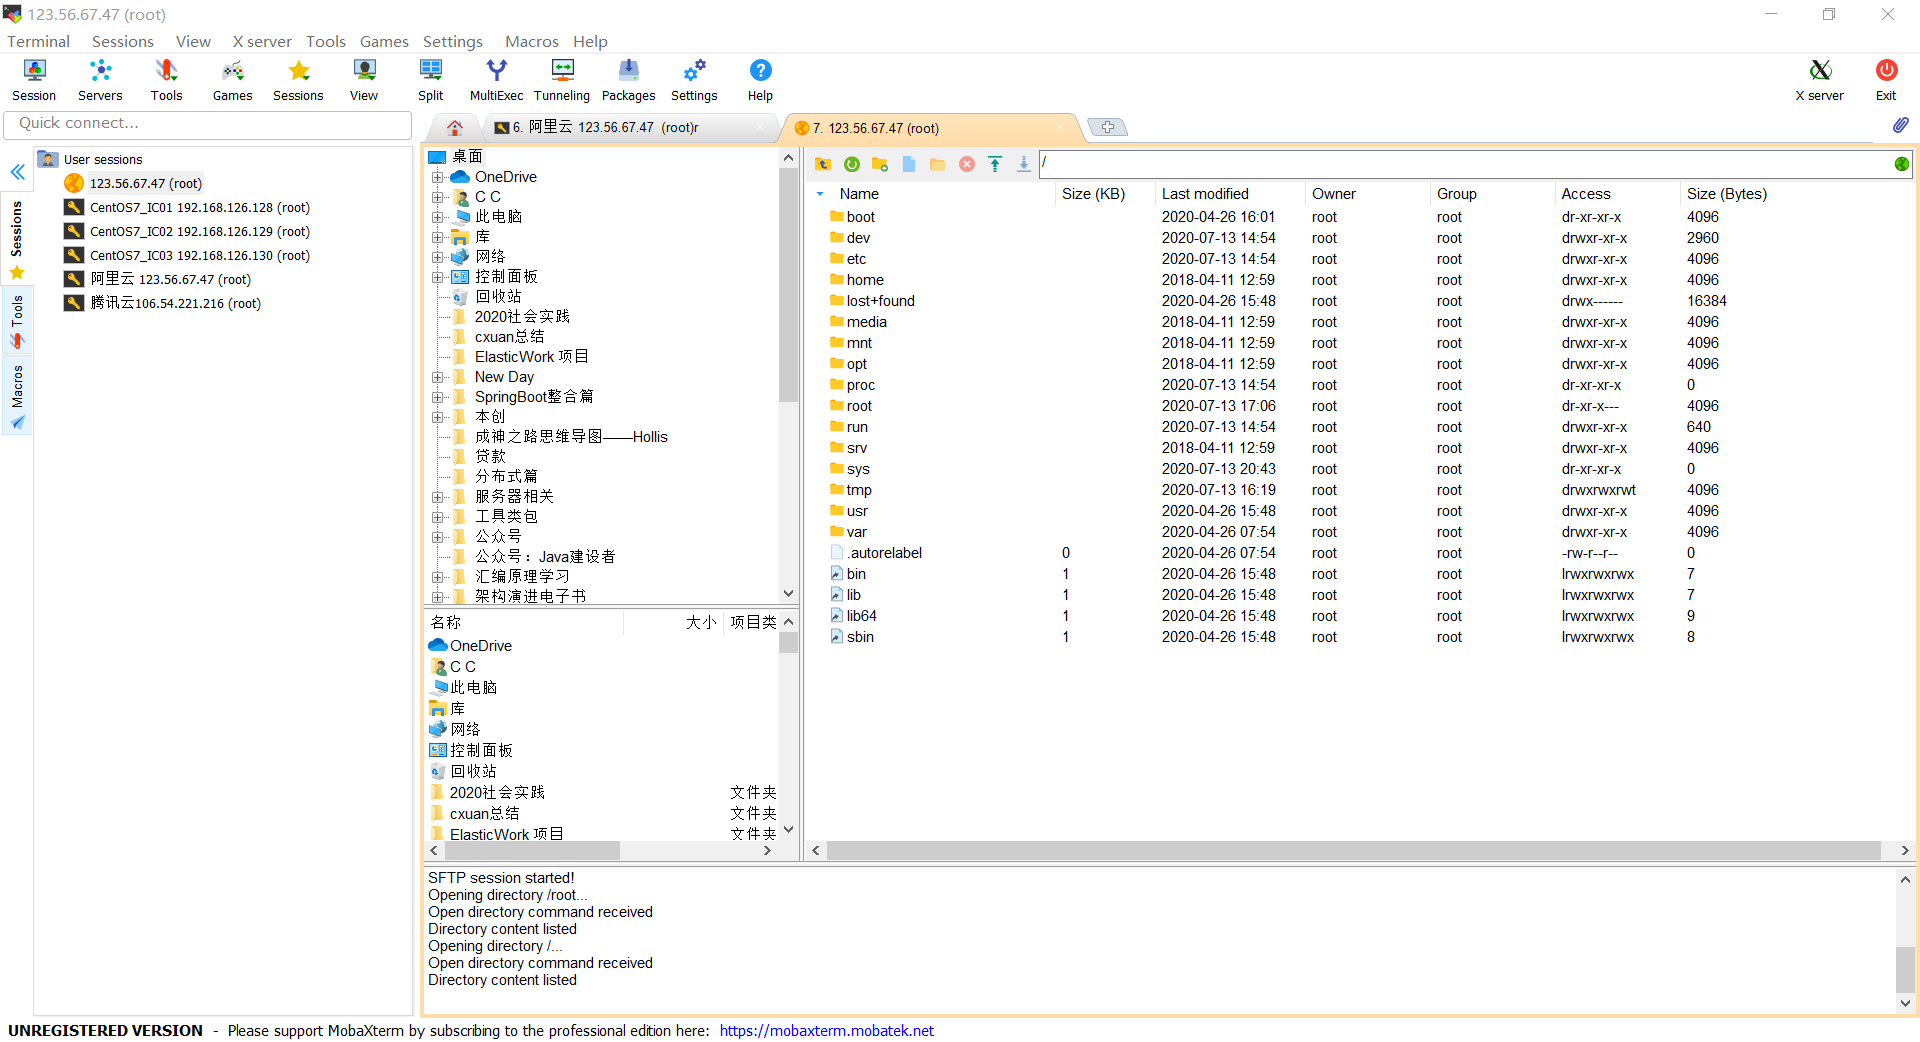 123.56.67.47 (root)
Terminal Sessions View X server Tools Games Settings Macros Help
Session Servers Tools Games Sessions View Split MultiExec Tunneling Packages Settings Help X server Exit
Quick connect...
6. 阿里云 123.56.67.47 (root)r
7. 123.56.67.47 (root)
Sessions
Tools
Macros
User sessions
123.56.67.47 (root)
CentOS7_IC01 192.168.126.128 (root)
CentOS7_IC02 192.168.126.129 (root)
CentOS7_IC03 192.168.126.130 (root)
阿里云 123.56.67.47 (root)
腾讯云106.54.221.216 (root)
桌面
OneDrive
C C
此电脑
库
网络
控制面板
回收站
2020社会实践
cxuan总结
ElasticWork 项目
New Day
SpringBoot整合篇
本创
成神之路思维导图——Hollis
贷款
分布式篇
服务器相关
工具类包
公众号
公众号：Java建设者
汇编原理学习
架构演进电子书
名称 大小 项目类
OneDrive
C C
此电脑
库
网络
控制面板
回收站
2020社会实践 文件夹
cxuan总结 文件夹
ElasticWork 项目 文件夹
/
Name Size (KB) Last modified Owner Group Access Size (Bytes)
boot 2020-04-26 16:01 root root dr-xr-xr-x 4096
dev 2020-07-13 14:54 root root drwxr-xr-x 2960
etc 2020-07-13 14:54 root root drwxr-xr-x 4096
home 2018-04-11 12:59 root root drwxr-xr-x 4096
lost+found 2020-04-26 15:48 root root drwx------ 16384
media 2018-04-11 12:59 root root drwxr-xr-x 4096
mnt 2018-04-11 12:59 root root drwxr-xr-x 4096
opt 2018-04-11 12:59 root root drwxr-xr-x 4096
proc 2020-07-13 14:54 root root dr-xr-xr-x 0
root 2020-07-13 17:06 root root dr-xr-x--- 4096
run 2020-07-13 14:54 root root drwxr-xr-x 640
srv 2018-04-11 12:59 root root drwxr-xr-x 4096
sys 2020-07-13 20:43 root root dr-xr-xr-x 0
tmp 2020-07-13 16:19 root root drwxrwxrwt 4096
usr 2020-04-26 15:48 root root drwxr-xr-x 4096
var 2020-04-26 07:54 root root drwxr-xr-x 4096
.autorelabel 0 2020-04-26 07:54 root root -rw-r--r-- 0
bin 1 2020-04-26 15:48 root root lrwxrwxrwx 7
lib 1 2020-04-26 15:48 root root lrwxrwxrwx 7
lib64 1 2020-04-26 15:48 root root lrwxrwxrwx 9
sbin 1 2020-04-26 15:48 root root lrwxrwxrwx 8
SFTP session started!
Opening directory /root...
Open directory command received
Directory content listed
Opening directory /...
Open directory command received
Directory content listed
UNREGISTERED VERSION - Please support MobaXterm by subscribing to the professional edition here: https://mobaxterm.mobatek.net